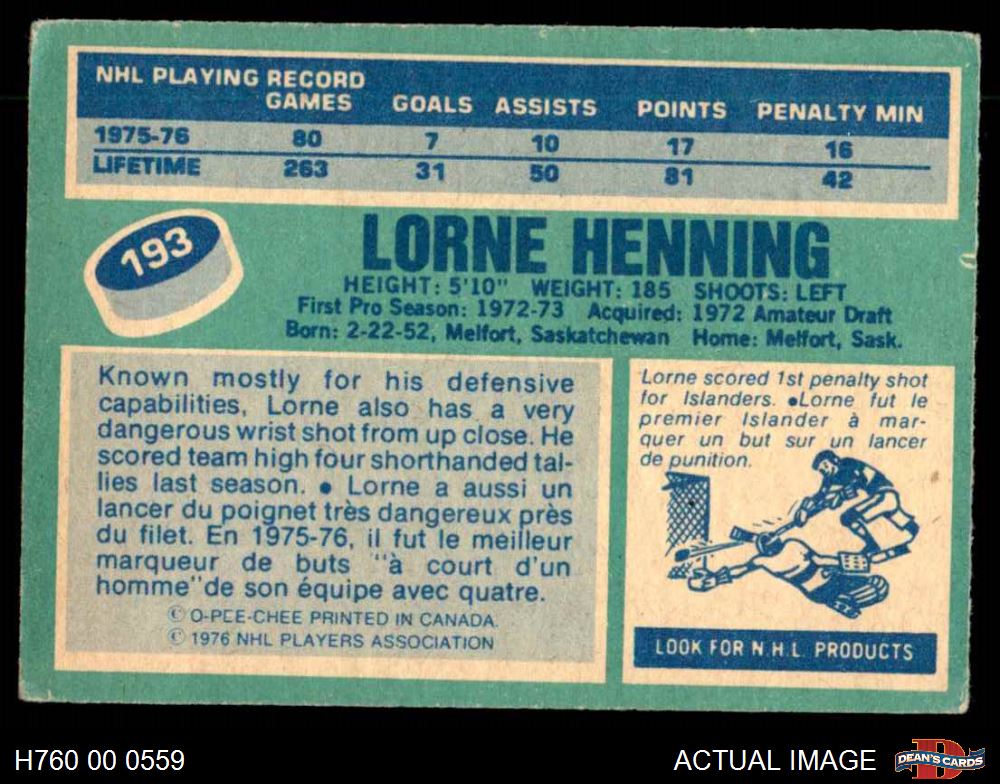 NHL PLAYING RECORD
GAMES GOALS ASSISTS POINTS PENALTY MIN
1975-76 80 7 10 17 16
LIFETIME 263 31 50 81 42
193
LORNE HENNING
HEIGHT: 5'10" WEIGHT: 185 SHOOTS: LEFT
First Pro Season: 1972-73 Acquired: 1972 Amateur Draft
Born: 2-22-52, Melfort, Saskatchewan Home: Melfort, Sask.
Known mostly for his defensive
capabilities, Lorne also has a very
dangerous wrist shot from up close. He
scored team high four shorthanded tal-
lies last season. ● Lorne a aussi un
lancer du poignet très dangereux près
du filet. En 1975-76, il fut le meilleur
marqueur de buts "à court d'un
homme" de son équipe avec quatre.
© O-PEE-CHEE PRINTED IN CANADA.
© 1976 NHL PLAYERS ASSOCIATION
Lorne scored 1st penalty shot
for Islanders. ●Lorne fut le
premier Islander à mar-
quer un but sur un lancer
de punition.
LOOK FOR N.H.L. PRODUCTS
H760 00 0559
ACTUAL IMAGE
D
DEAN'S CARDS